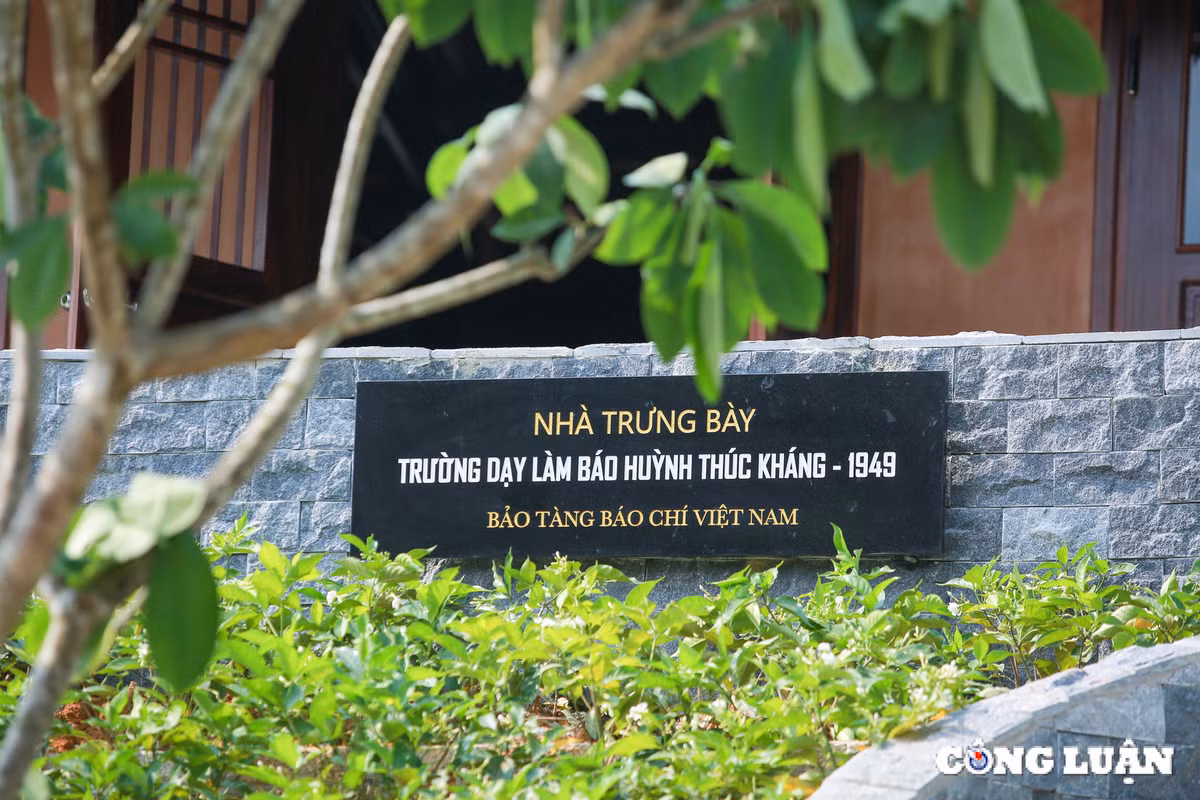 NHÀ TRƯNG BÀY
TRƯỜNG DẠY LÀM BÁO HUỲNH THÚC KHÁNG - 1949
BẢO TÀNG BÁO CHÍ VIỆT NAM
CÔNG LUẬN